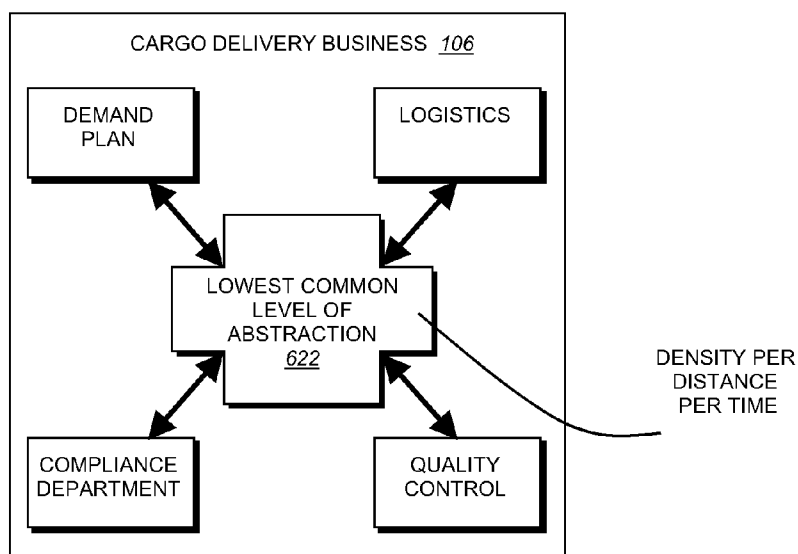 CARGO DELIVERY BUSINESS 106
DEMAND
PLAN
LOGISTICS
LOWEST COMMON
LEVEL OF
ABSTRACTION
622
DENSITY PER
DISTANCE
PER TIME
COMPLIANCE
DEPARTMENT
QUALITY
CONTROL